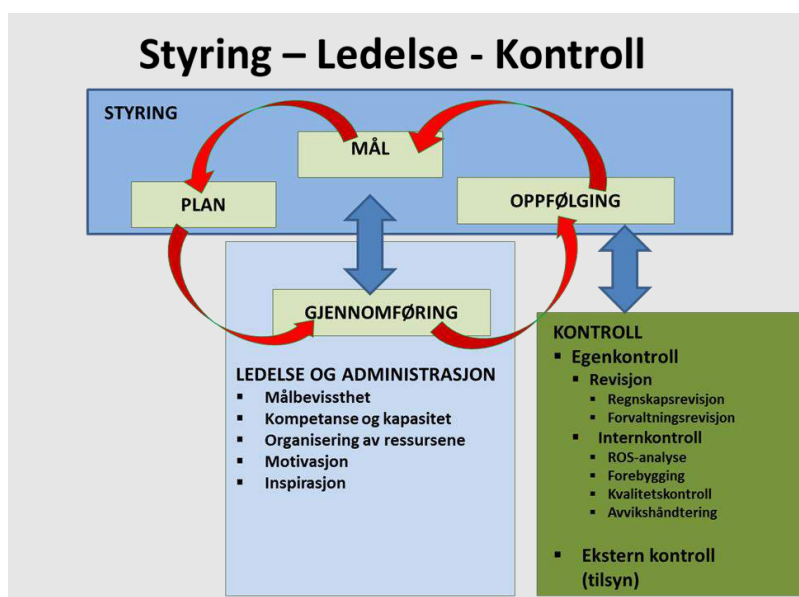 Styring – Ledelse - Kontroll
STYRING
MÅL
PLAN
OPPFØLGING
GJENNOMFØRING
LEDELSE OG ADMINISTRASJON
▪ Målbevissthet
▪ Kompetanse og kapasitet
▪ Organisering av ressursene
▪ Motivasjon
▪ Inspirasjon
KONTROLL
▪ Egenkontroll
▪ Revisjon
▪ Regnskapsrevisjon
▪ Forvaltningsrevisjon
▪ Internkontroll
▪ ROS-analyse
▪ Forebygging
▪ Kvalitetskontroll
▪ Avvikshåndtering
▪ Ekstern kontroll
(tilsyn)